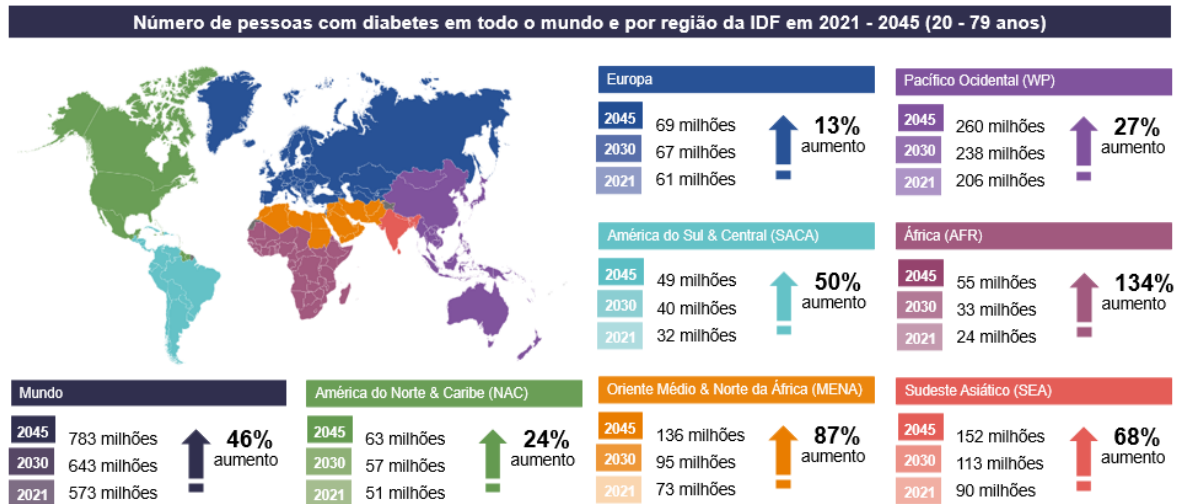 Número de pessoas com diabetes em todo o mundo e por região da IDF em 2021 - 2045 (20 - 79 anos)
Europa
2045 69 milhões
2030 67 milhões
2021 61 milhões
13%
aumento
Pacífico Ocidental (WP)
2045 260 milhões
2030 238 milhões
2021 206 milhões
27%
aumento
América do Sul & Central (SACA)
2045 49 milhões
2030 40 milhões
2021 32 milhões
50%
aumento
África (AFR)
2045 55 milhões
2030 33 milhões
2021 24 milhões
134%
aumento
Mundo
2045 783 milhões
2030 643 milhões
2021 573 milhões
46%
aumento
América do Norte & Caribe (NAC)
2045 63 milhões
2030 57 milhões
2021 51 milhões
24%
aumento
Oriente Médio & Norte da África (MENA)
2045 136 milhões
2030 95 milhões
2021 73 milhões
87%
aumento
Sudeste Asiático (SEA)
2045 152 milhões
2030 113 milhões
2021 90 milhões
68%
aumento